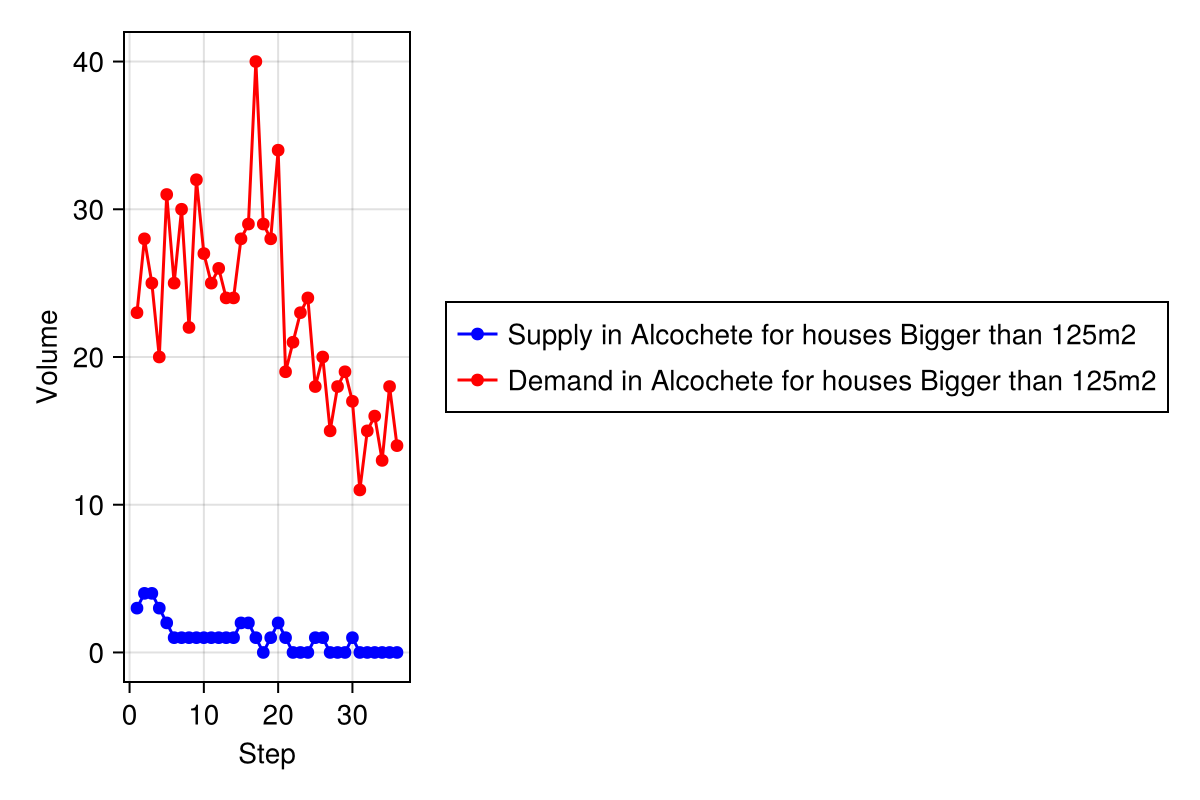 40
30
20
10
0
Volume
0 10 20 30
Step
Supply in Alcochete for houses Bigger than 125m2
Demand in Alcochete for houses Bigger than 125m2